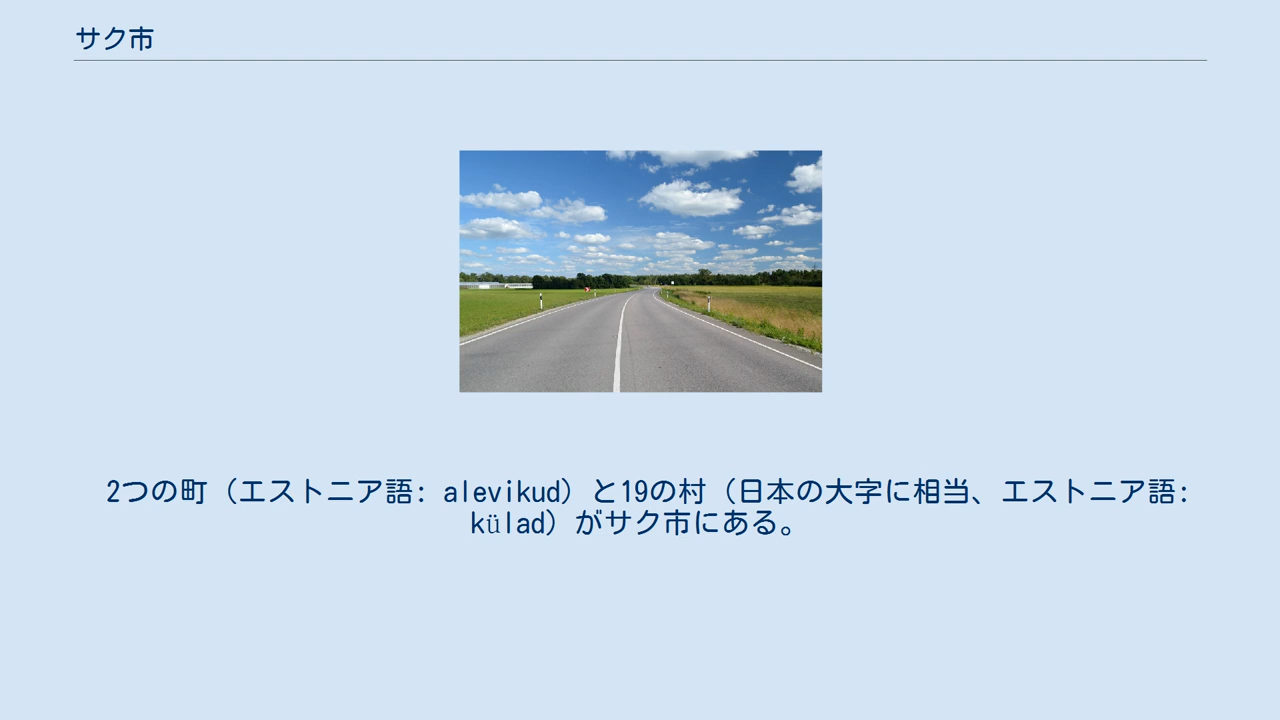 サク市
2つの町（エストニア語: alevikud）と19の村（日本の大字に相当、エストニア語:
külad）がサク市にある。